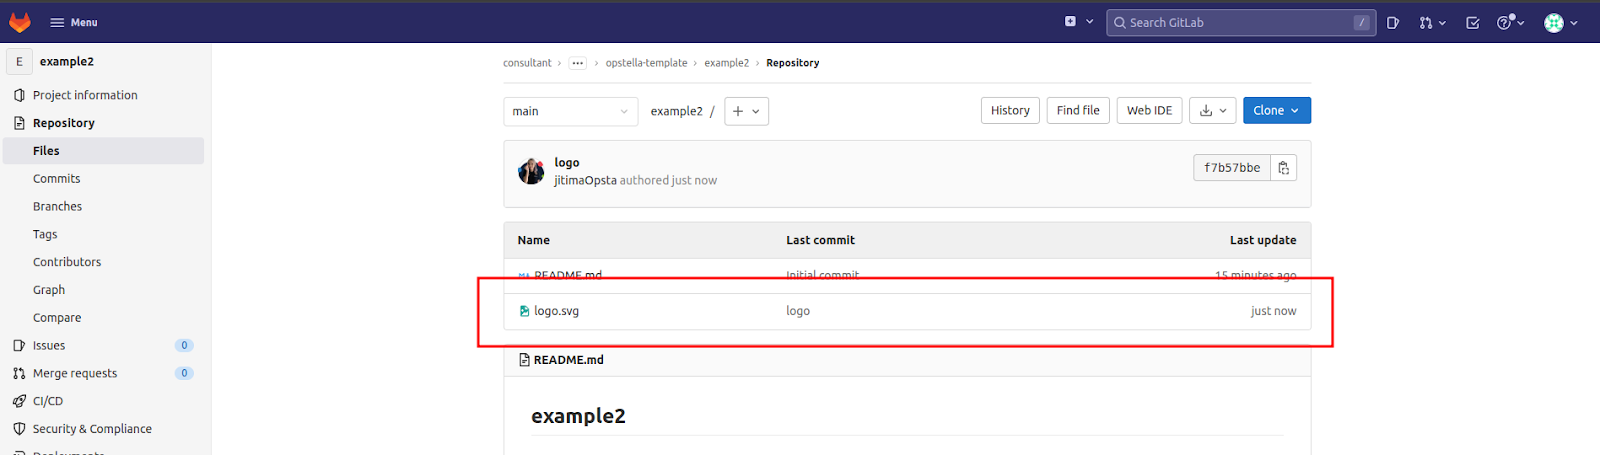 Menu
Search GitLab /
E example2
Project information
Repository
Files
Commits
Branches
Tags
Contributors
Graph
Compare
Issues 0
Merge requests 0
CI/CD
Security & Compliance
Deployments
consultant › ••• › opstella-template › example2 › Repository
main example2 / + History Find file Web IDE Clone
logo
jitimaOpsta authored just now
f7b57bbe
Name Last commit Last update
README.md Initial commit 15 minutes ago
logo.svg logo just now
README.md
example2